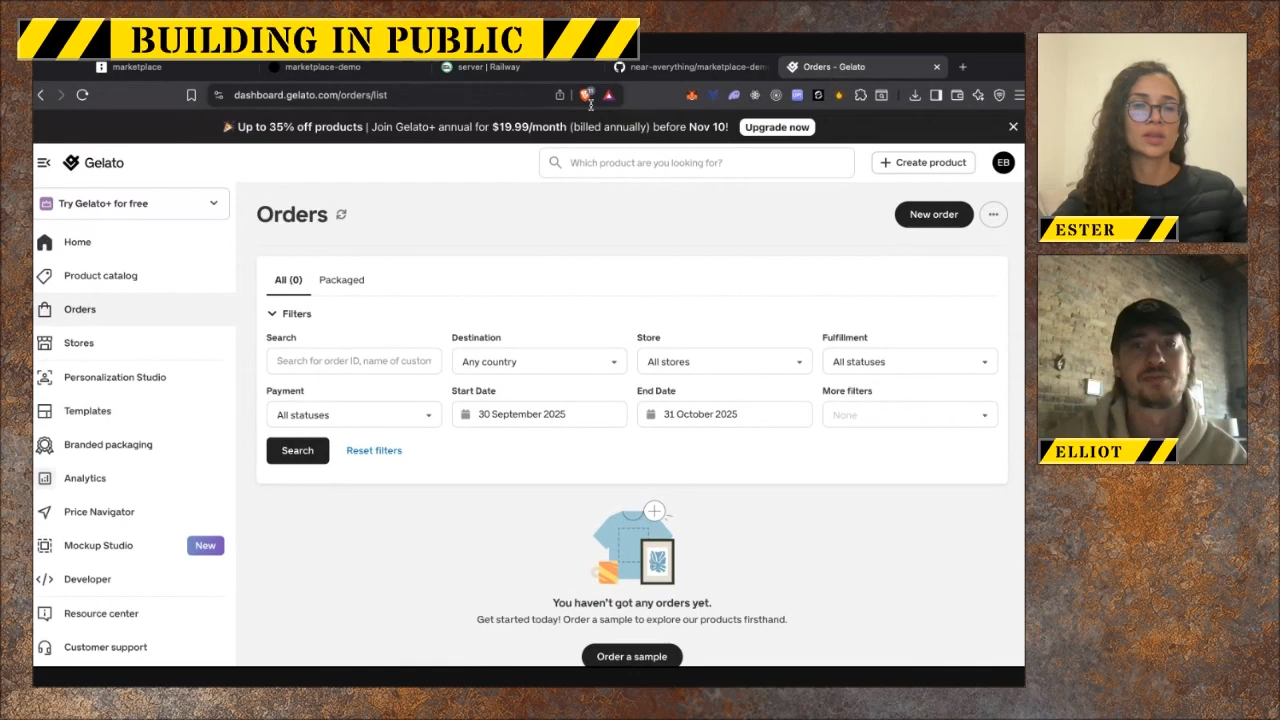 BUILDING IN PUBLIC
marketplace
marketplace-demo
server | Railway
near-everything/marketplace-dem
Orders - Gelato
dashboard.gelato.com/orders/list
Up to 35% off products | Join Gelato+ annual for $19.99/month (billed annually) before Nov 10!
Upgrade now
Gelato
Which product are you looking for?
Create product
EB
Try Gelato+ for free
Home
Product catalog
Orders
Stores
Personalization Studio
Templates
Branded packaging
Analytics
Price Navigator
Mockup Studio
New
Developer
Resource center
Customer support
Orders
New order
All (0)
Packaged
Filters
Search
Destination
Store
Fulfillment
Search for order ID, name of custom
Any country
All stores
All statuses
Payment
Start Date
End Date
More filters
All statuses
30 September 2025
31 October 2025
None
Search
Reset filters
You haven't got any orders yet.
Get started today! Order a sample to explore our products firsthand.
Order a sample
ESTER
ELLIOT